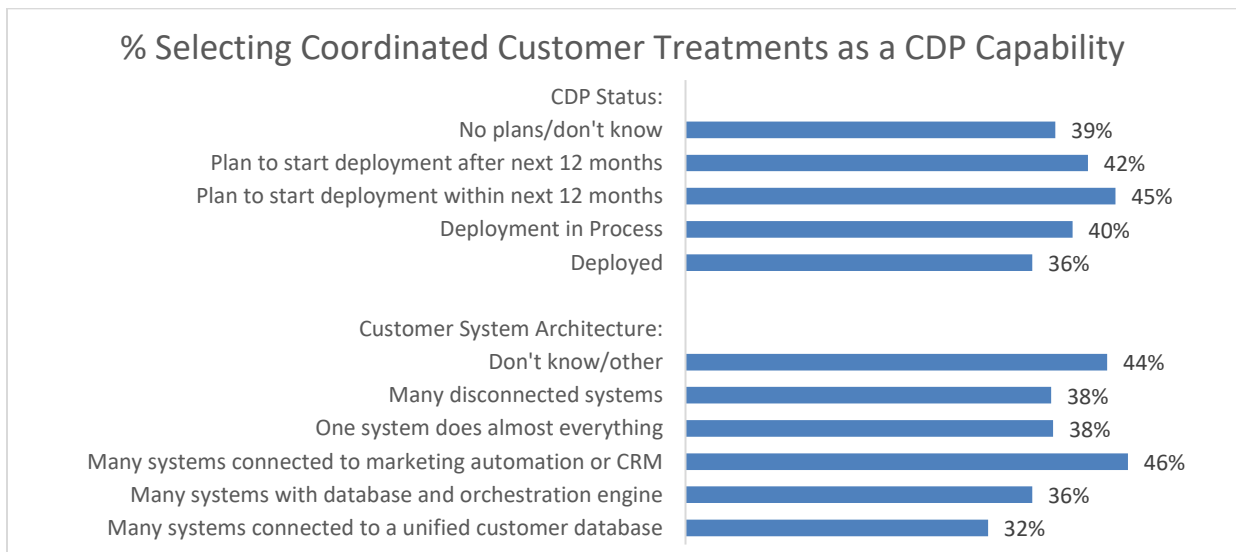 % Selecting Coordinated Customer Treatments as a CDP Capability
CDP Status:
No plans/don't know 39%
Plan to start deployment after next 12 months 42%
Plan to start deployment within next 12 months 45%
Deployment in Process 40%
Deployed 36%
Customer System Architecture:
Don't know/other 44%
Many disconnected systems 38%
One system does almost everything 38%
Many systems connected to marketing automation or CRM 46%
Many systems with database and orchestration engine 36%
Many systems connected to a unified customer database 32%